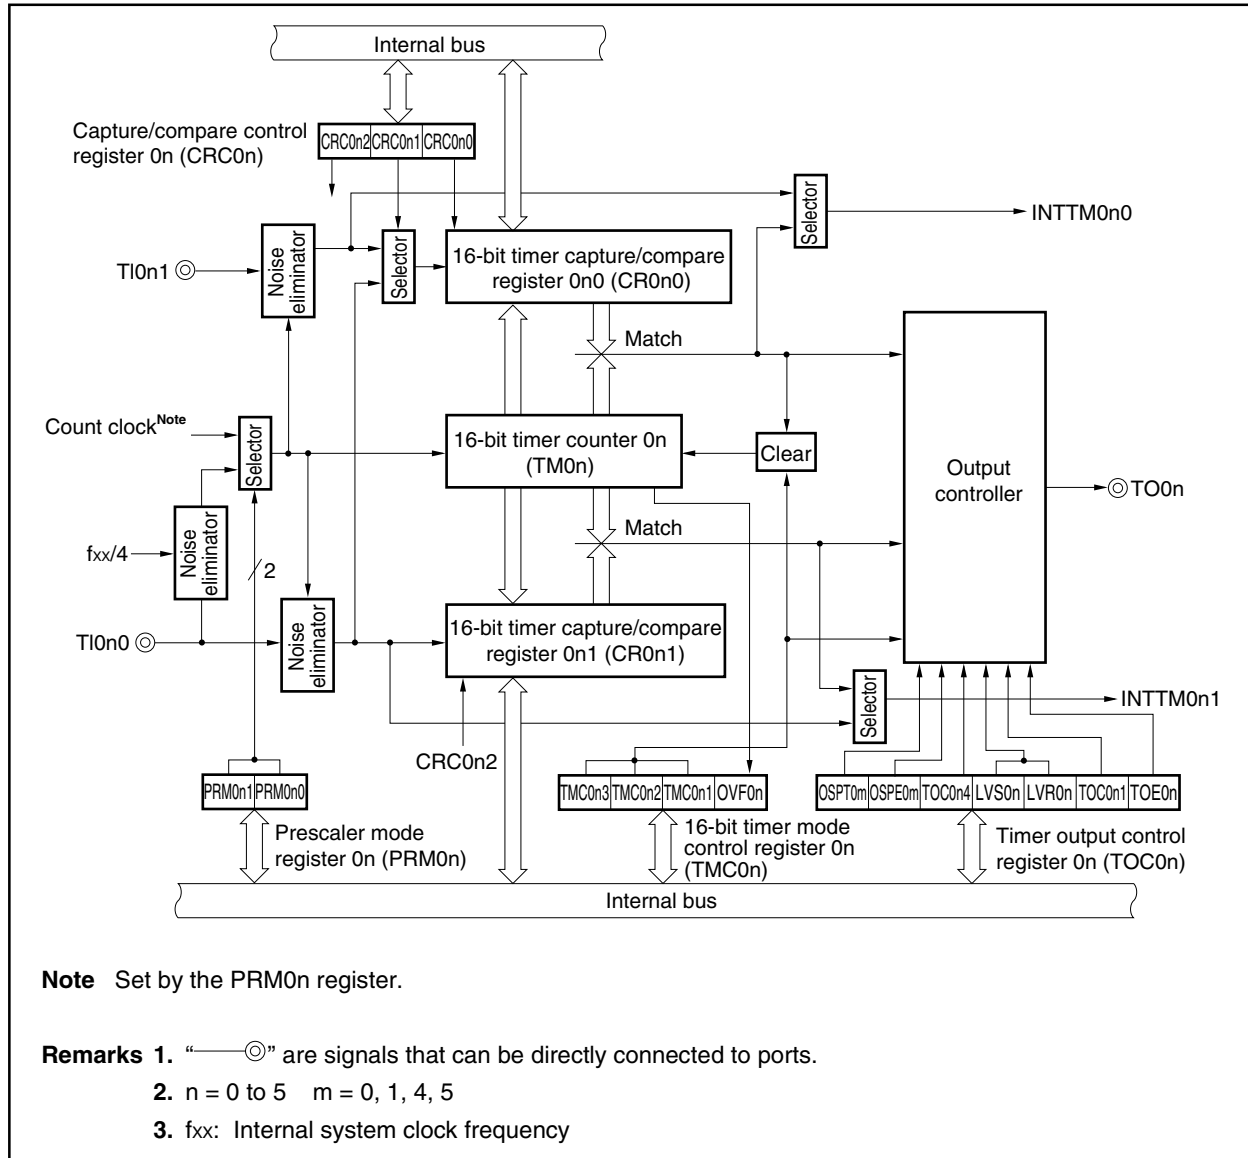 Internal bus
Capture/compare control
register 0n (CRC0n)
CRC0n2 CRC0n1 CRC0n0
Selector
INTTM0n0
TI0n1
Noise
eliminator
Selector
16-bit timer capture/compare
register 0n0 (CR0n0)
Match
Count clockNote
Selector
16-bit timer counter 0n
(TM0n)
Clear
Output
controller
TO0n
fxx/4
Noise
eliminator
2
Match
TI0n0
Noise
eliminator
16-bit timer capture/compare
register 0n1 (CR0n1)
Selector
INTTM0n1
CRC0n2
PRM0n1 PRM0n0
TMC0n3 TMC0n2 TMC0n1 OVF0n
OSPT0m OSPE0m TOC0n4 LVS0n LVR0n TOC0n1 TOE0n
Prescaler mode
register 0n (PRM0n)
16-bit timer mode
control register 0n
(TMC0n)
Timer output control
register 0n (TOC0n)
Internal bus
Note Set by the PRM0n register.
Remarks 1. “——◎” are signals that can be directly connected to ports.
2. n = 0 to 5 m = 0, 1, 4, 5
3. fxx: Internal system clock frequency